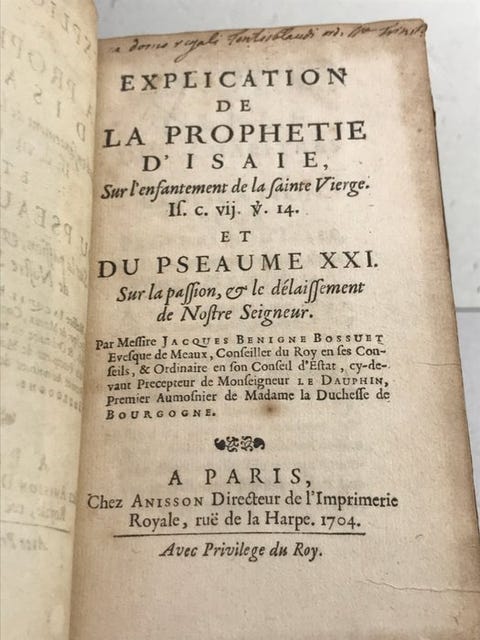 domo regali
EXPLICATION
DE
LA PROPHETIE
D'ISAIE,
Sur l'enfantement de la sainte Vierge.
Is. c. vij. ℣. 14.
ET
DU PSEAUME XXI.
Sur la passion, & le délaissement
de Nostre Seigneur.
Par Messire JACQUES BENIGNE BOSSUET
Evesque de Meaux, Conseiller du Roy en ses Con-
seils, & Ordinaire en son Conseil d'Estat, cy-de-
vant Precepteur de Monseigneur LE DAUPHIN,
Premier Aumosnier de Madame la Duchesse de
BOURGOGNE.
A PARIS,
Chez ANISSON Directeur de l'Imprimerie
Royale, ruë de la Harpe. 1704.
Avec Privilege du Roy.